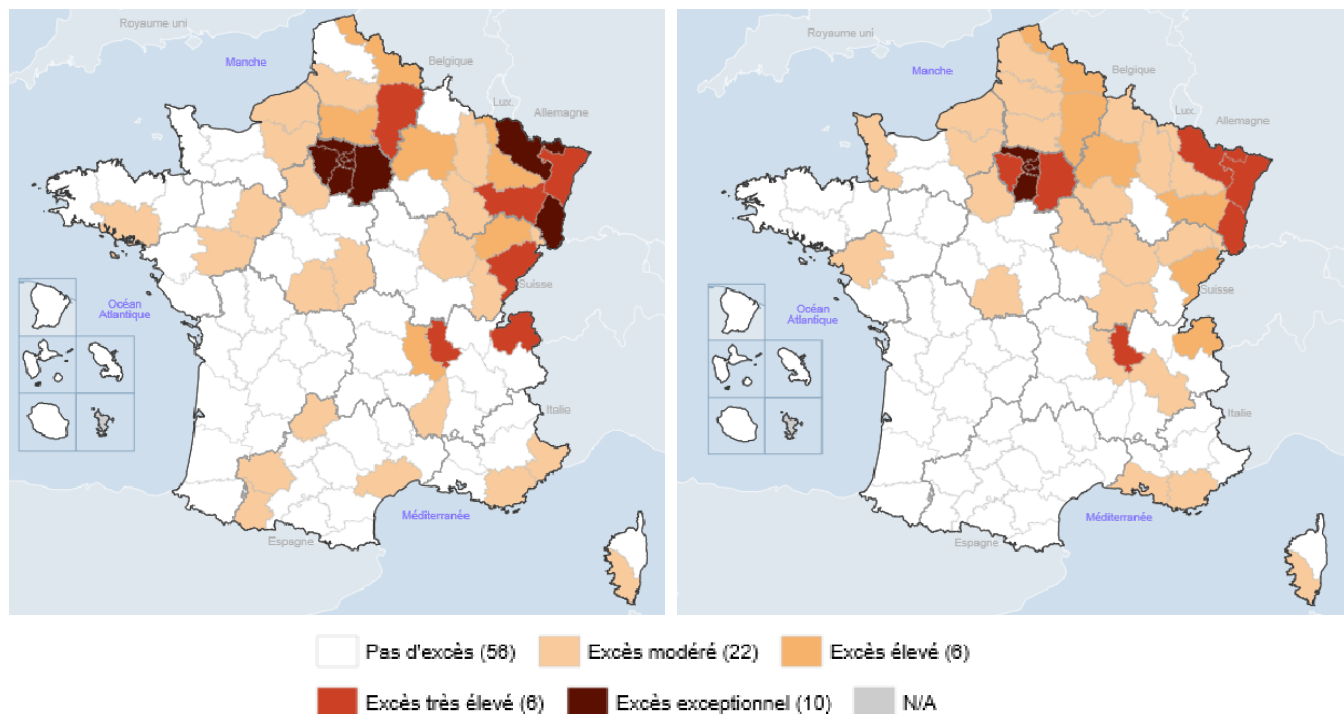 Royaume uni
Manche
Belgique
Lux.
Allemagne
Suisse
Océan
Atlantique
Italie
Méditerranée
Espagne
Royaume uni
Manche
Belgique
Lux.
Allemagne
Suisse
Océan
Atlantique
Italie
Méditerranée
Espagne
Pas d'excès (56) Excès modéré (22) Excès élevé (6)
Excès très élevé (6) Excès exceptionnel (10) N/A